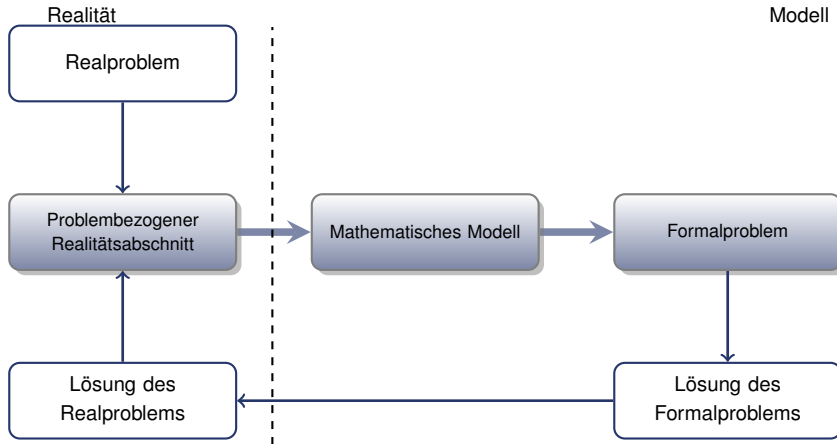 Realität
Modell
Realproblem
Problembezogener
Realitätsabschnitt
Mathematisches Modell
Formalproblem
Lösung des
Realproblems
Lösung des
Formalproblems